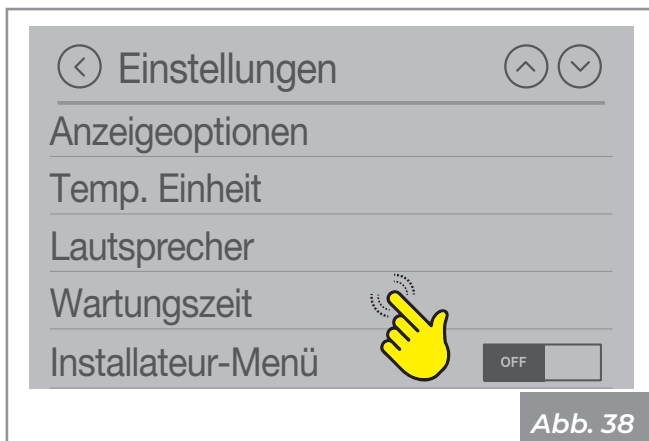 Einstellungen
Anzeigeoptionen
Temp. Einheit
Lautsprecher
Wartungszeit
Installateur-Menü OFF
Abb. 38